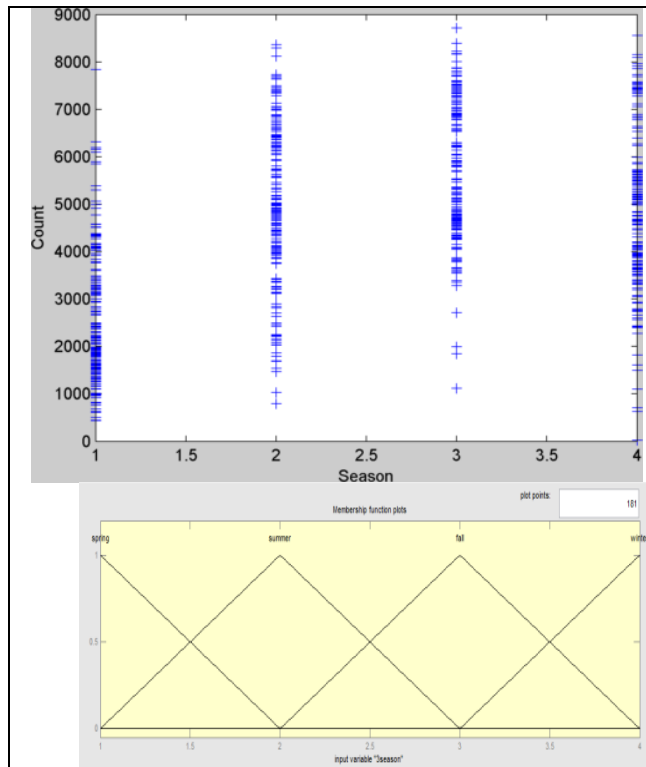 9000
8000
7000
6000
5000
4000
3000
2000
1000
0
Count
1 1.5 2 2.5 3 3.5 4
Season
plot points: 181
Membership function plots
spring summer fall winte
1
0.5
0
1 1.5 2 2.5 3 3.5 4
input variable "3season"